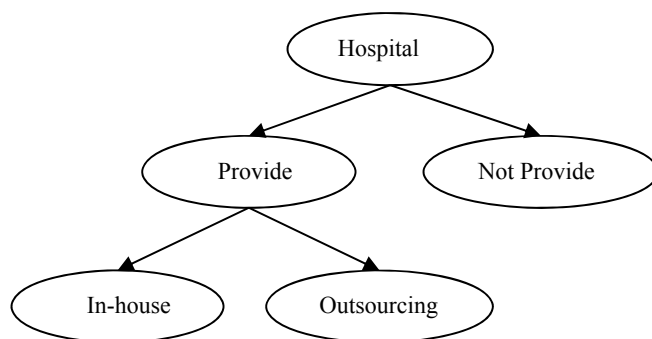 Hospital
Provide
Not Provide
In-house
Outsourcing